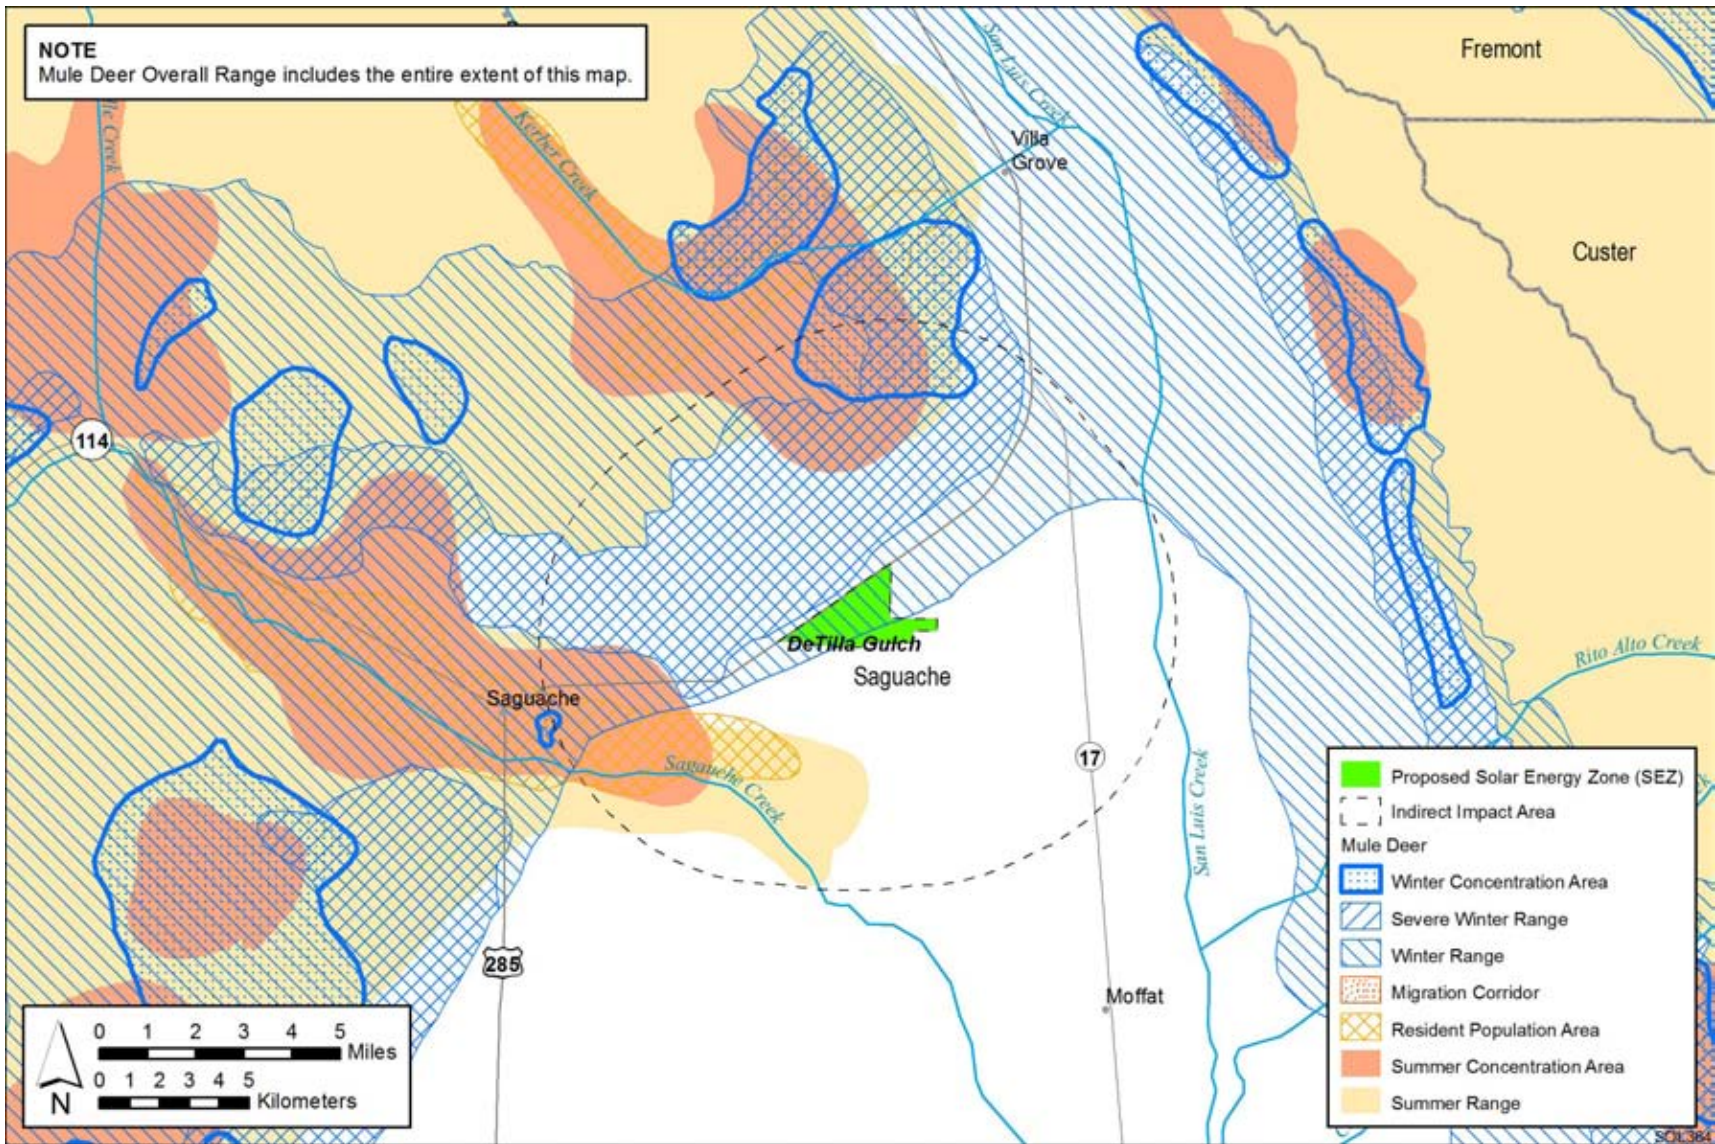 NOTE
Mule Deer Overall Range includes the entire extent of this map.
San Luis Creek
Fremont
Kerber Creek
Villa
Grove
Custer
114
DeTilla Gulch
Saguache
Saguache
Rito Alto Creek
17
Saguache Creek
San Luis Creek
285
Moffat
Proposed Solar Energy Zone (SEZ)
Indirect Impact Area
Mule Deer
Winter Concentration Area
Severe Winter Range
Winter Range
Migration Corridor
Resident Population Area
Summer Concentration Area
Summer Range
0 1 2 3 4 5
Miles
0 1 2 3 4 5
Kilometers
N
SOL364